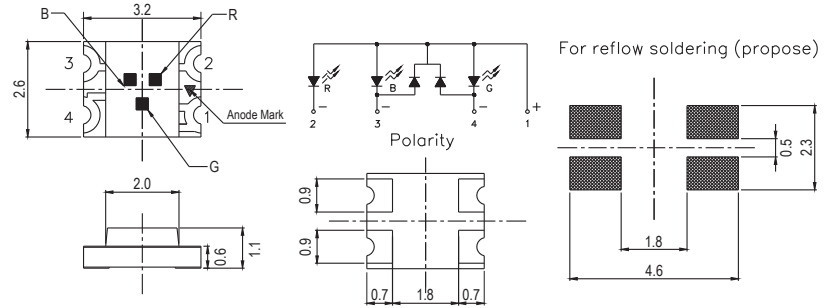 3.2
B
R
2.6
3
2
4
1
Anode Mark
G
R
B
G
2
3
4
1
−
−
−
+
Polarity
For reflow soldering (propose)
0.5
2.3
1.8
4.6
2.0
0.6
1.1
0.9
0.9
0.7
1.8
0.7